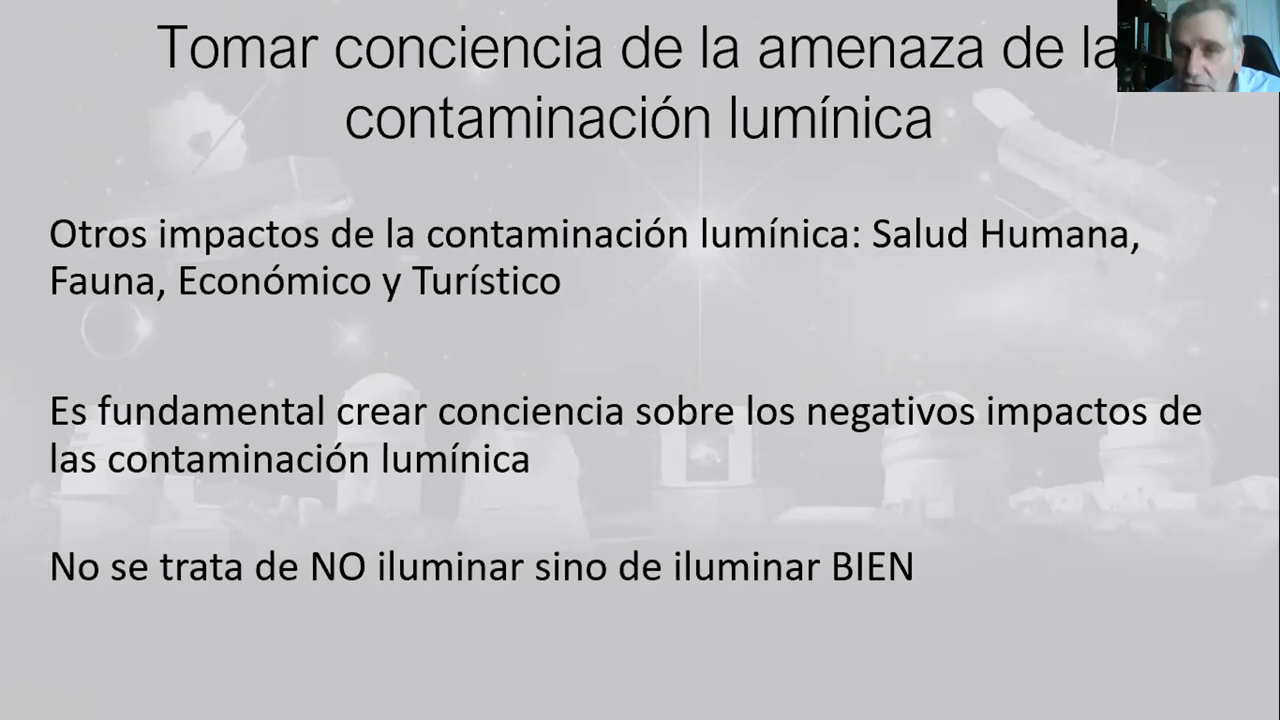 Tomar conciencia de la amenaza de la
contaminación lumínica
Otros impactos de la contaminación lumínica: Salud Humana,
Fauna, Económico y Turístico
Es fundamental crear conciencia sobre los negativos impactos de
las contaminación lumínica
No se trata de NO iluminar sino de iluminar BIEN